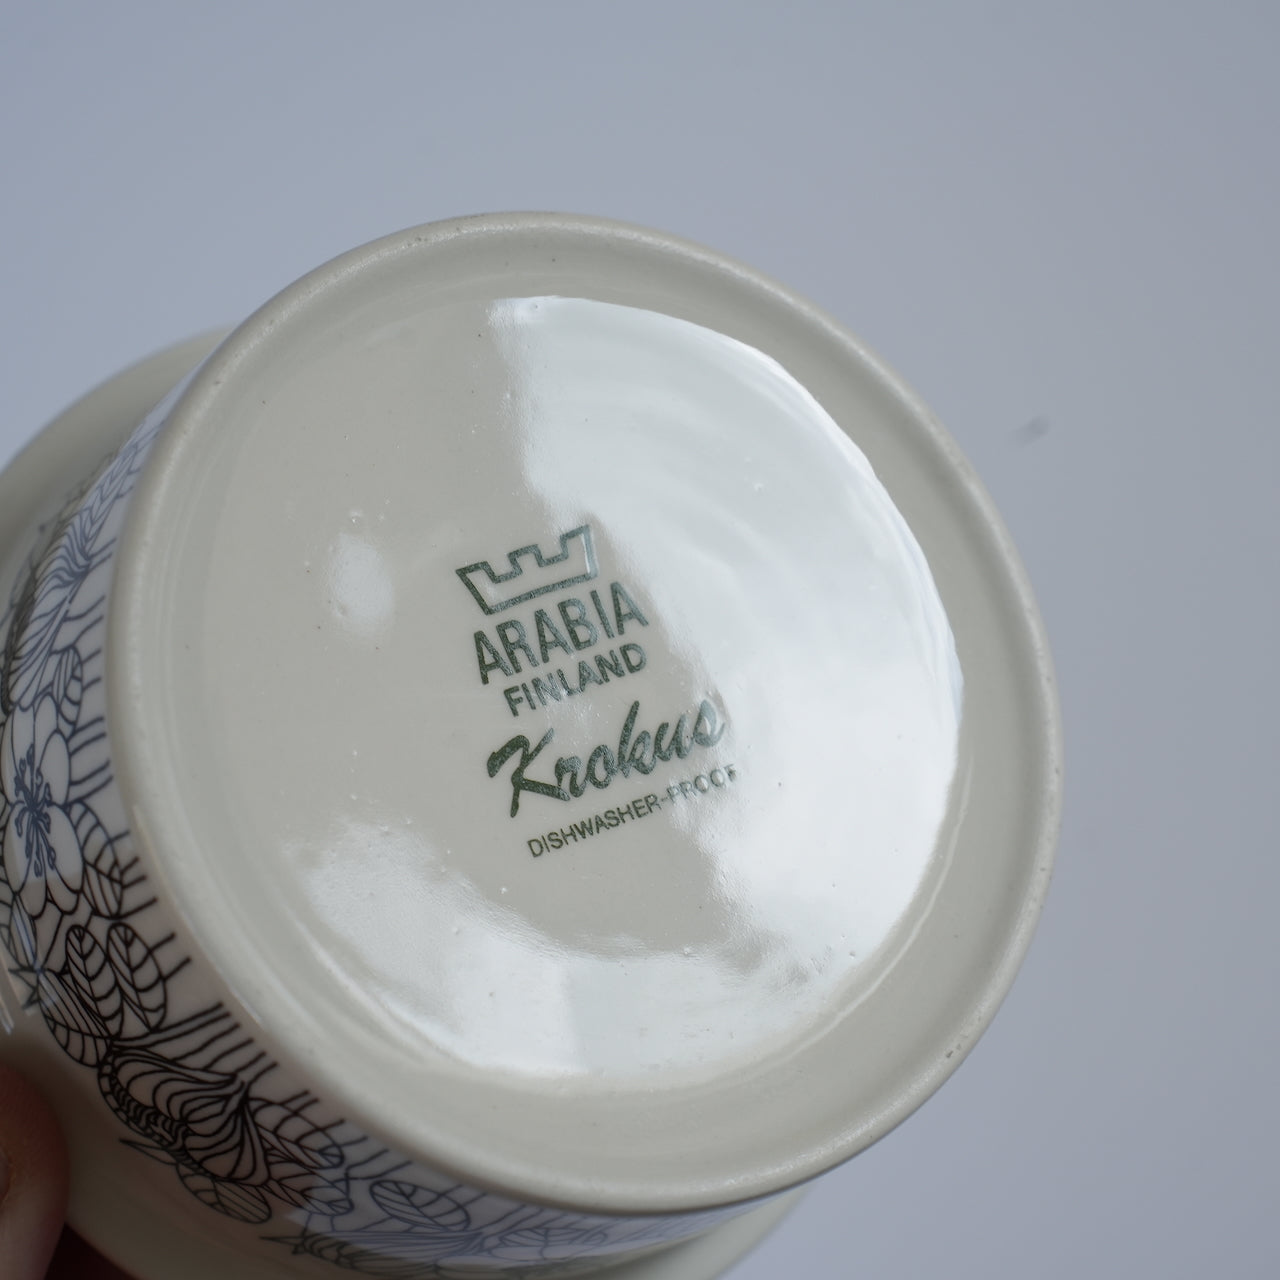 ARABIA
FINLAND
Krokus
DISHWASHER-PROOF